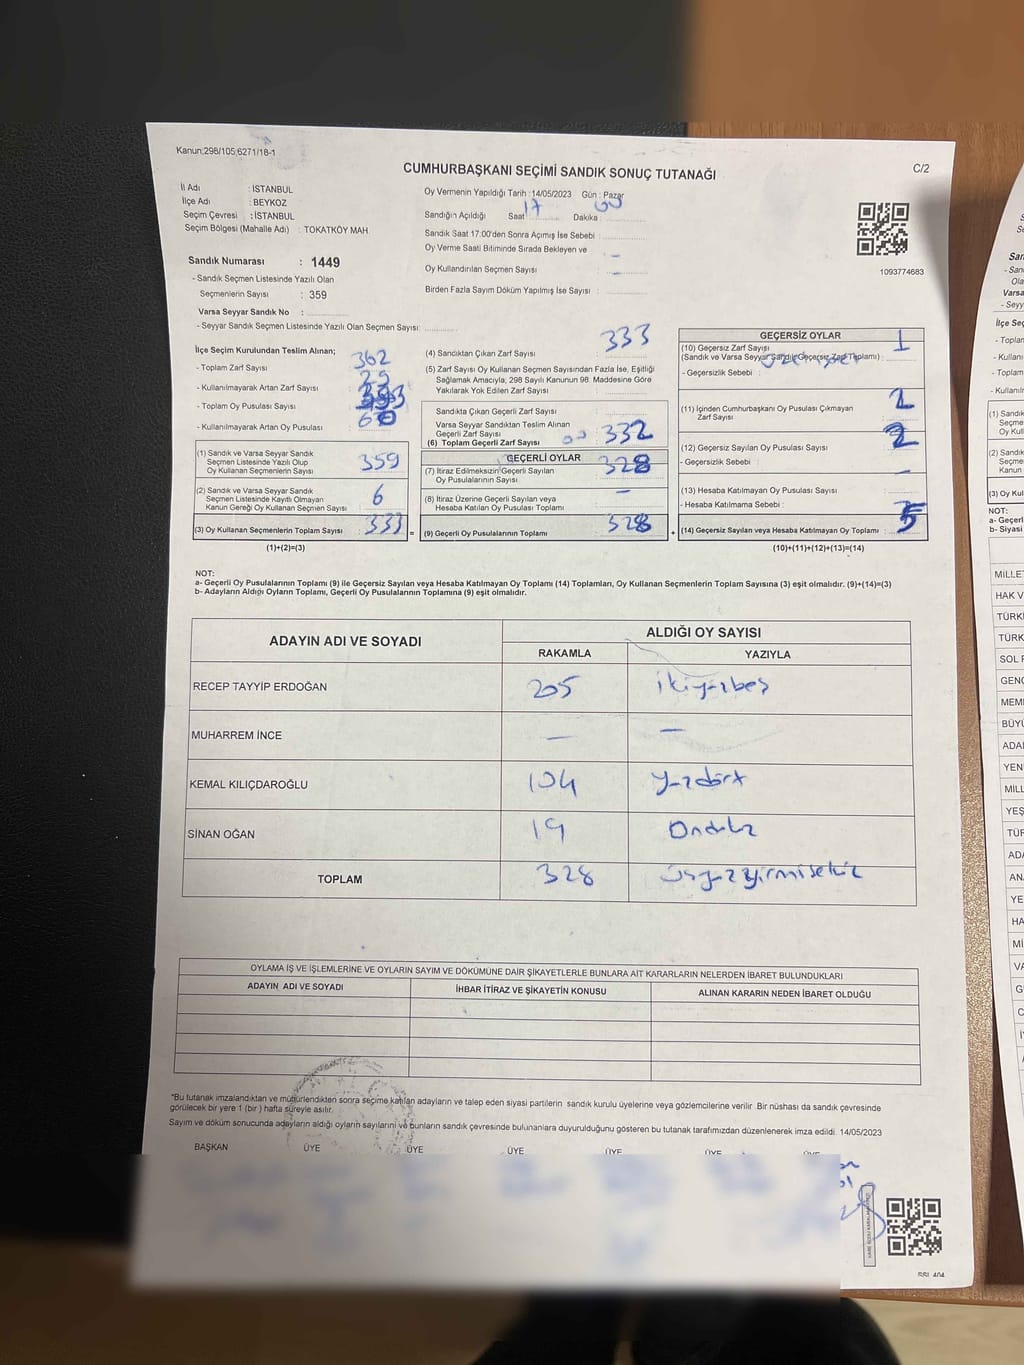 Kanun:298/105;6271/18-1
CUMHURBAŞKANI SEÇİMİ SANDIK SONUÇ TUTANAĞI
C/2
İl Adı : İSTANBUL
İlçe Adı : BEYKOZ
Seçim Çevresi : İSTANBUL
Seçim Bölgesi (Mahalle Adı) : TOKATKÖY MAH
Sandık Numarası : 1449
- Sandık Seçmen Listesinde Yazılı Olan
Seçmenlerin Sayısı : 359
Varsa Seyyar Sandık No :
- Seyyar Sandık Seçmen Listesinde Yazılı Olan Seçmen Sayısı:
Oy Vermenin Yapıldığı Tarih : 14/05/2023 Gün : Pazar
Sandığın Açıldığı Saat 17 Dakika : 00
Sandık Saat 17.00'den Sonra Açımış İse Sebebi :
Oy Verme Saati Bitiminde Sırada Bekleyen ve –
Oy Kullandırılan Seçmen Sayısı : –
Birden Fazla Sayım Döküm Yapılmış İse Sayısı :
1093774683
İlçe Seçim Kurulundan Teslim Alınan;
- Toplam Zarf Sayısı 362
- Kullanılmayarak Artan Zarf Sayısı
- Toplam Oy Pusulası Sayısı
- Kullanılmayarak Artan Oy Pusulası
(1) Sandık ve Varsa Seyyar Sandık
Seçmen Listesinde Yazılı Olup
Oy Kullanan Seçmenlerin Sayısı 359
(2) Sandık ve Varsa Seyyar Sandık
Seçmen Listesinde Kayıtlı Olmayan
Kanun Gereği Oy Kullanan Seçmen Sayısı 6
(3) Oy Kullanan Seçmenlerin Toplam Sayısı 333 =
(1)+(2)=(3)
(4) Sandıktan Çıkan Zarf Sayısı 333
(5) Zarf Sayısı Oy Kullanan Seçmen Sayısından Fazla İse, Eşitliği
Sağlamak Amacıyla, 298 Sayılı Kanunun 98. Maddesine Göre
Yakılarak Yok Edilen Zarf Sayısı
Sandıkta Çıkan Geçerli Zarf Sayısı
Varsa Seyyar Sandıktan Teslim Alınan
Geçerli Zarf Sayısı
(6) Toplam Geçerli Zarf Sayısı 332
GEÇERLİ OYLAR
(7) İtiraz Edilmeksizin Geçerli Sayılan
Oy Pusulalarının Sayısı 328
(8) İtiraz Üzerine Geçerli Sayılan veya
Hesaba Katılan Oy Pusulası Toplamı –
(9) Geçerli Oy Pusulalarının Toplamı 328 +
GEÇERSİZ OYLAR
(10) Geçersiz Zarf Sayısı 1
(Sandık ve Varsa Seyyar Sandık Geçersiz Zarf Toplamı) :
- Geçersizlik Sebebi :
(11) İçinden Cumhurbaşkanı Oy Pusulası Çıkmayan
Zarf Sayısı 2
(12) Geçersiz Sayılan Oy Pusulası Sayısı 2
- Geçersizlik Sebebi : –
(13) Hesaba Katılmayan Oy Pusulası Sayısı
- Hesaba Katılmama Sebebi :
(14) Geçersiz Sayılan veya Hesaba Katılmayan Oy Toplamı : 5
(10)+(11)+(12)+(13)=(14)
NOT:
a- Geçerli Oy Pusulalarının Toplamı (9) ile Geçersiz Sayılan veya Hesaba Katılmayan Oy Toplamı (14) Toplamları, Oy Kullanan Seçmenlerin Toplam Sayısına (3) eşit olmalıdır. (9)+(14)=(3)
b- Adayların Aldığı Oyların Toplamı, Geçerli Oy Pusulalarının Toplamına (9) eşit olmalıdır.
ADAYIN ADI VE SOYADI
ALDIĞI OY SAYISI
RAKAMLA YAZIYLA
RECEP TAYYİP ERDOĞAN 205 ikiyüzbeş
MUHARREM İNCE – –
KEMAL KILIÇDAROĞLU 104 yüzdört
SİNAN OĞAN 19 Ondokuz
TOPLAM 328 üçyüzyirmisekiz
OYLAMA İŞ VE İŞLEMLERİNE VE OYLARIN SAYIM VE DÖKÜMÜNE DAİR ŞİKAYETLERLE BUNLARA AİT KARARLARIN NELERDEN İBARET BULUNDUKLARI
ADAYIN ADI VE SOYADI İHBAR İTİRAZ VE ŞİKAYETİN KONUSU ALINAN KARARIN NEDEN İBARET OLDUĞU
*Bu tutanak imzalandıktan ve mühürlendikten sonra seçime katılan adayların ve talep eden siyasi partilerin sandık kurulu üyelerine veya gözlemcilerine verilir. Bir nüshası da sandık çevresinde
görülecek bir yere 1 (bir ) hafta süreyle asılır.
Sayım ve döküm sonucunda adayların aldığı oyların sayılarını ve bunların sandık çevresinde bulunanlara duyurulduğunu gösteren bu tutanak tarafımızdan düzenlenerek imza edildi. 14/05/2023
BAŞKAN ÜYE ÜYE ÜYE ÜYE ÜYE ÜYE